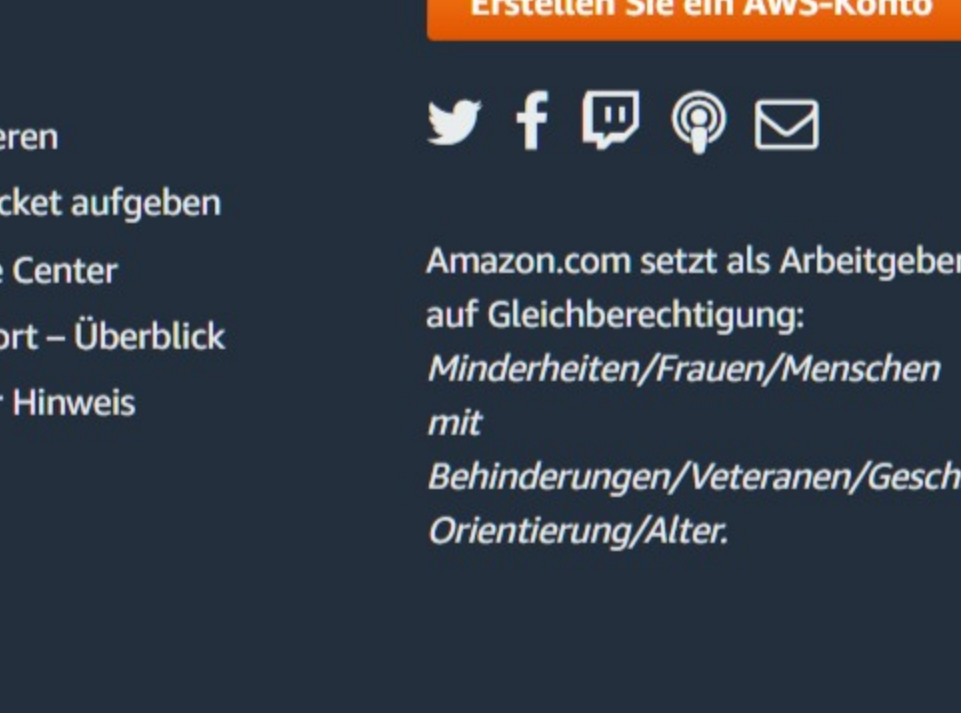 Erstellen Sie ein AWS-Konto
eren
cket aufgeben
e Center
ort – Überblick
r Hinweis
Amazon.com setzt als Arbeitgeber
auf Gleichberechtigung:
Minderheiten/Frauen/Menschen
mit
Behinderungen/Veteranen/Gesch
Orientierung/Alter.